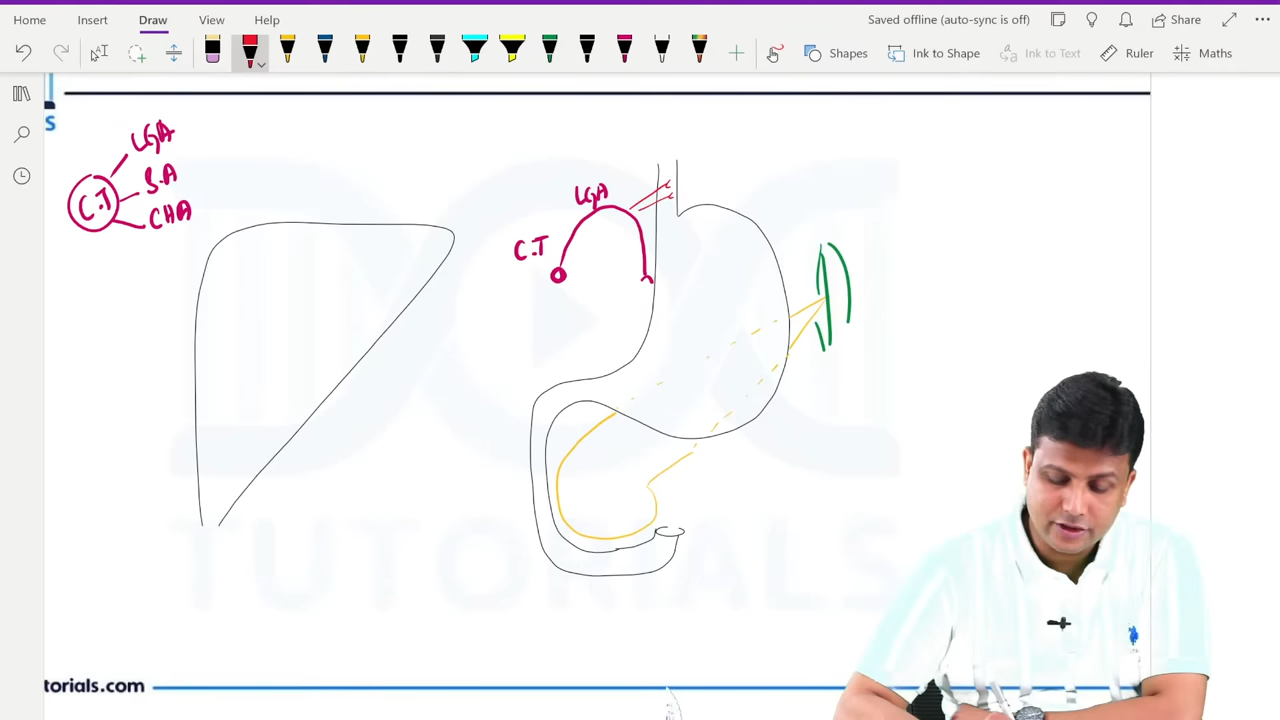 Home Insert Draw View Help Saved offline (auto-sync is off) Share
Shapes Ink to Shape Ink to Text Ruler Maths
S
LGA
C.T
S.A
CHA
LGA
C.T
TUTORIALS
torials.com